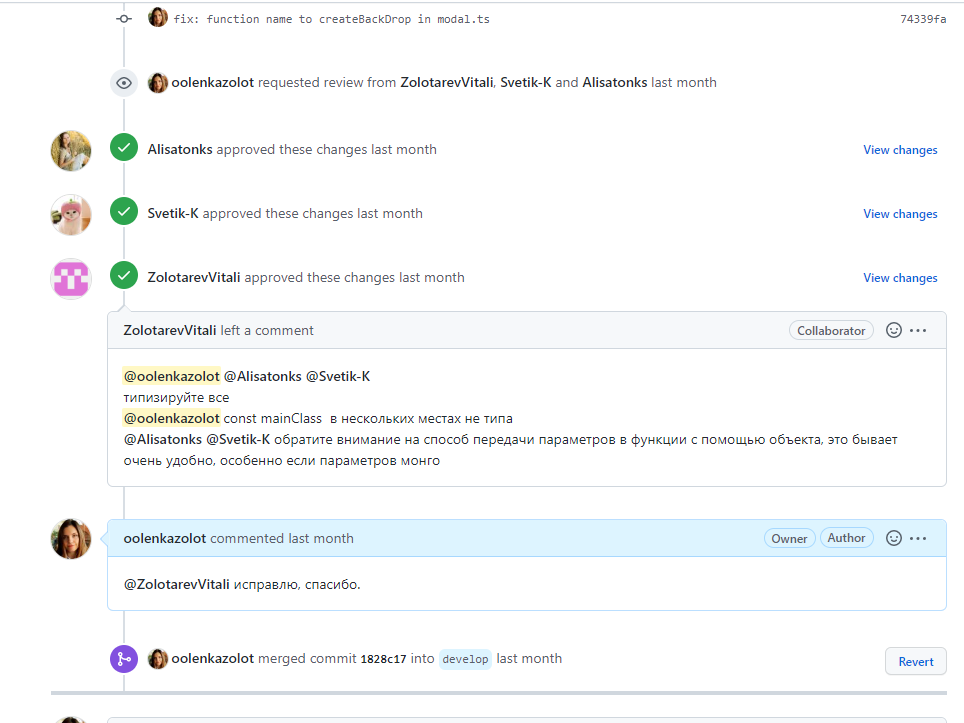 fix: function name to createBackDrop in modal.ts 74339fa
oolenkazolot requested review from ZolotarevVitali, Svetik-K and Alisatonks last month
Alisatonks approved these changes last month View changes
Svetik-K approved these changes last month View changes
ZolotarevVitali approved these changes last month View changes
ZolotarevVitali left a comment Collaborator
@oolenkazolot @Alisatonks @Svetik-K
типизируйте все
@oolenkazolot const mainClass  в нескольких местах не типа
@Alisatonks @Svetik-K обратите внимание на способ передачи параметров в функции с помощью объекта, это бывает
очень удобно, особенно если параметров монго
oolenkazolot commented last month Owner Author
@ZolotarevVitali исправлю, спасибо.
oolenkazolot merged commit 1828c17 into develop last month Revert